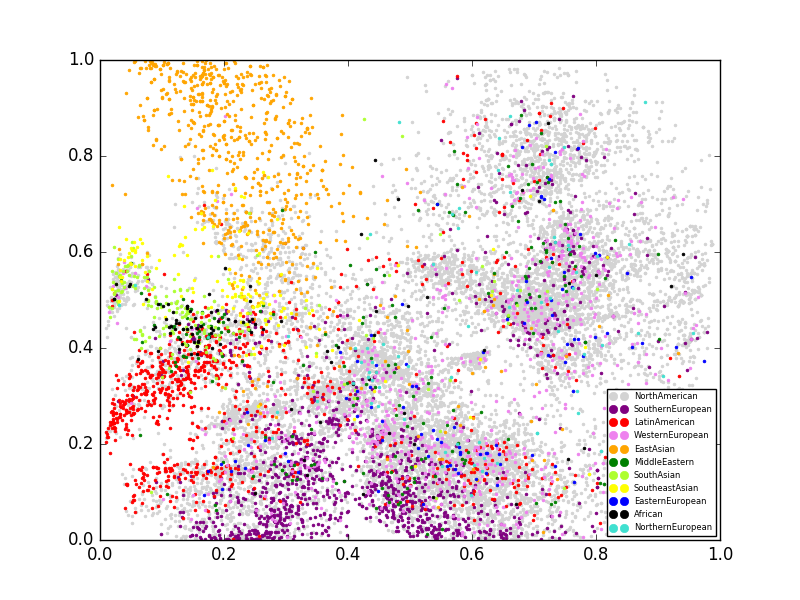 1.0
0.8
0.6
0.4
0.2
0.0
0.0 0.2 0.4 0.6 0.8 1.0
NorthAmerican
SouthernEuropean
LatinAmerican
WesternEuropean
EastAsian
MiddleEastern
SouthAsian
SoutheastAsian
EasternEuropean
African
NorthernEuropean